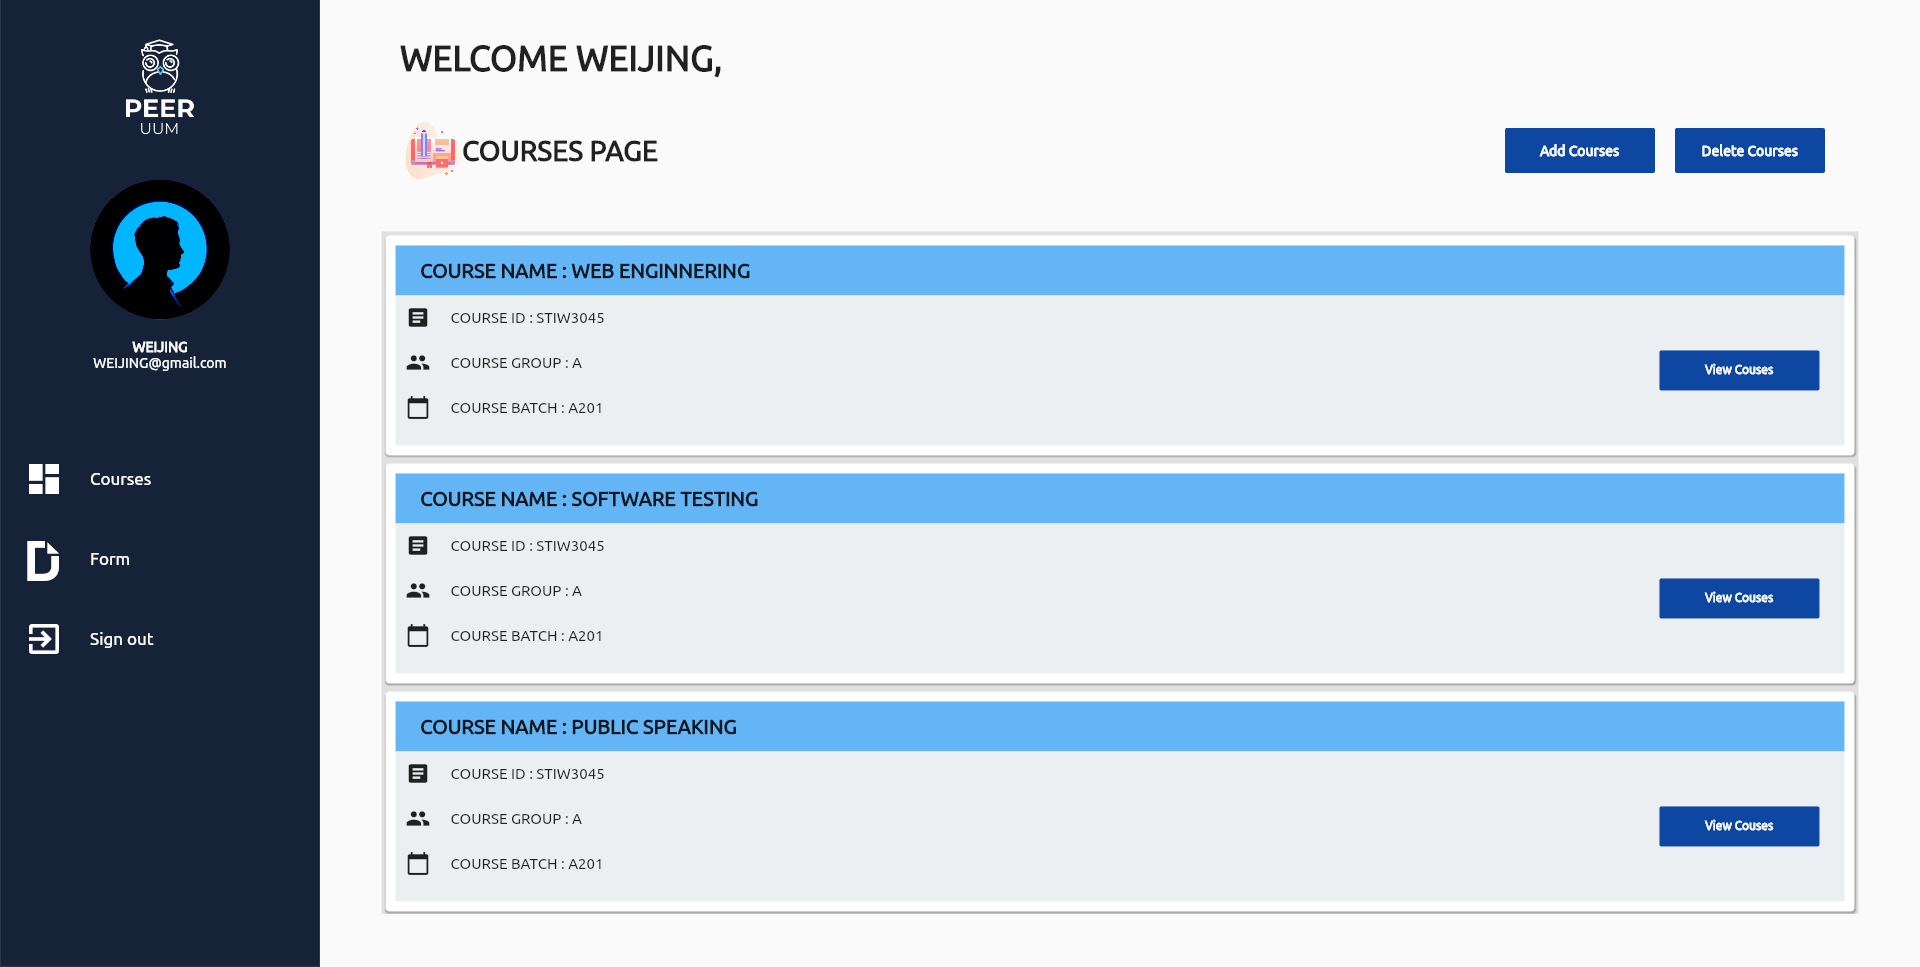 PEER
UUM
WEIJING
WEIJING@gmail.com
Courses
Form
Sign out
WELCOME WEIJING,
COURSES PAGE
Add Courses
Delete Courses
COURSE NAME : WEB ENGINNERING
COURSE ID : STIW3045
COURSE GROUP : A
COURSE BATCH : A201
View Couses
COURSE NAME : SOFTWARE TESTING
COURSE ID : STIW3045
COURSE GROUP : A
COURSE BATCH : A201
View Couses
COURSE NAME : PUBLIC SPEAKING
COURSE ID : STIW3045
COURSE GROUP : A
COURSE BATCH : A201
View Couses